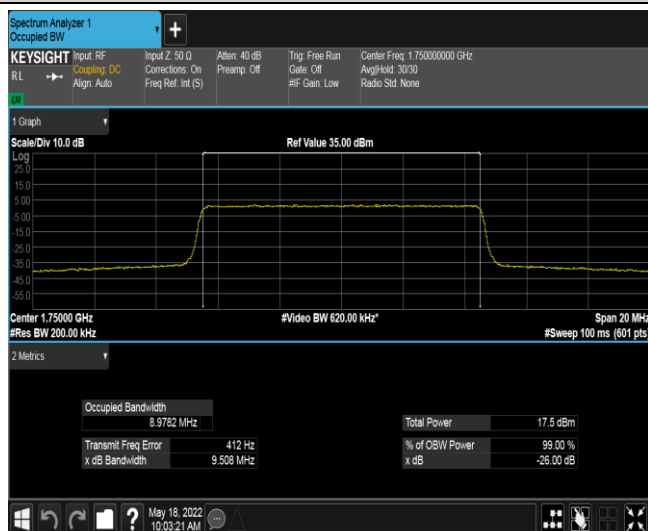 Spectrum Analyzer 1
Occupied BW
+
KEYSIGHT
RL
LM
Input: RF
Coupling: DC
Align: Auto
Input Z: 50 Ω
Corrections: On
Freq Ref: Int (S)
Atten: 40 dB
Preamp: Off
Trig: Free Run
Gate: Off
#IF Gain: Low
Center Freq: 1.750000000 GHz
Avg|Hold: 30/30
Radio Std: None
1 Graph
Scale/Div 10.0 dB
Ref Value 35.00 dBm
Log
25.0
15.0
5.00
-5.00
-15.0
-25.0
-35.0
-45.0
-55.0
Center 1.75000 GHz
#Video BW 620.00 kHz*
Span 20 MHz
#Res BW 200.00 kHz
#Sweep 100 ms (601 pts)
2 Metrics
Occupied Bandwidth
8.9782 MHz
Total Power 17.5 dBm
Transmit Freq Error 412 Hz
% of OBW Power 99.00 %
x dB Bandwidth 9.508 MHz
x dB -26.00 dB
?
May 18, 2022
10:03:21 AM